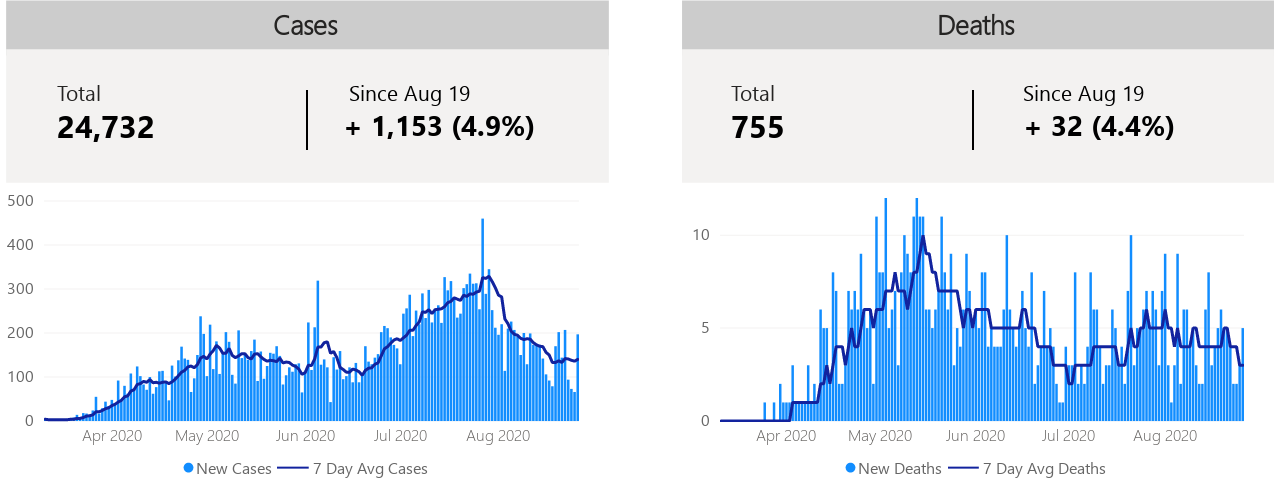 Cases
Total
Since Aug 19
24,732
+ 1,153 (4.9%)
500
400
300
200
100
0
Apr 2020 May 2020 Jun 2020 Jul 2020 Aug 2020
New Cases 7 Day Avg Cases
Deaths
Total
Since Aug 19
755
+ 32 (4.4%)
10
5
0
Apr 2020 May 2020 Jun 2020 Jul 2020 Aug 2020
New Deaths 7 Day Avg Deaths